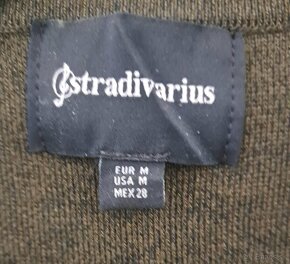 stradivarius
EUR M
USA M
MEX 28